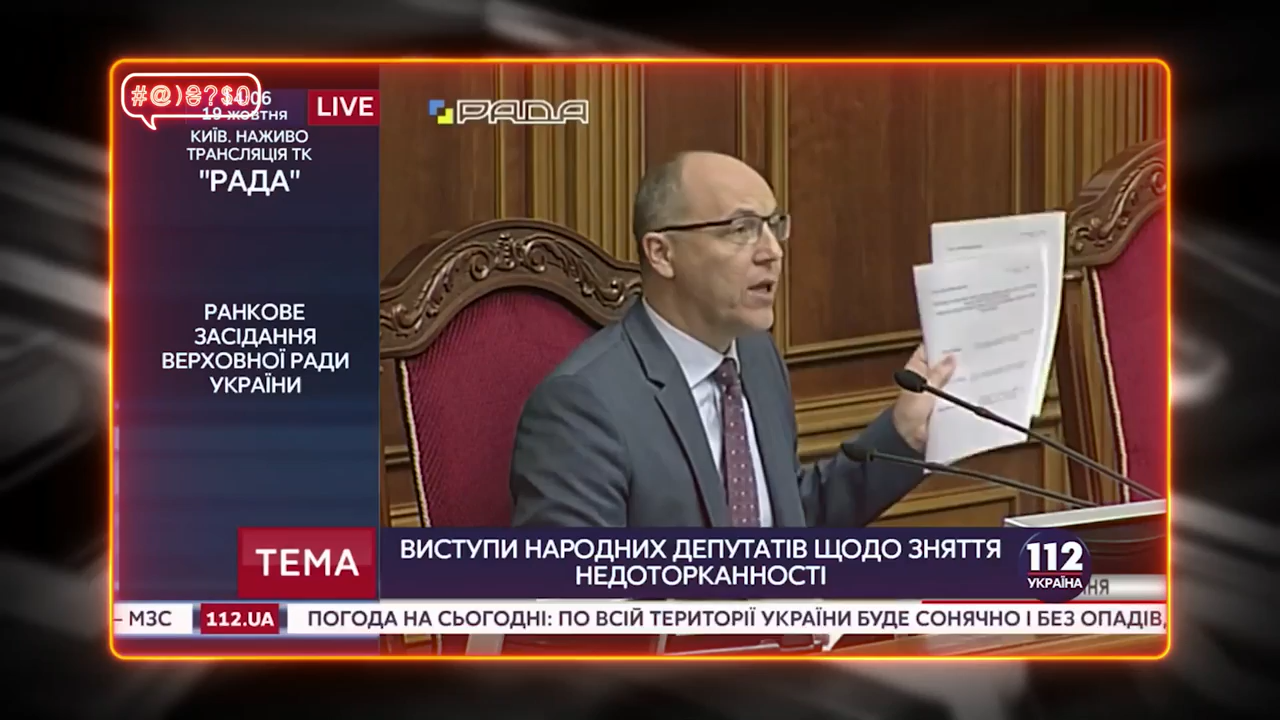 #@)₴?$0
19 жовтня
LIVE
КИЇВ. НАЖИВО
ТРАНСЛЯЦІЯ ТК
"РАДА"
РАДА
РАНКОВЕ
ЗАСІДАННЯ
ВЕРХОВНОЇ РАДИ
УКРАЇНИ
ТЕМА
ВИСТУПИ НАРОДНИХ ДЕПУТАТІВ ЩОДО ЗНЯТТЯ
НЕДОТОРКАННОСТІ
112
УКРАЇНА
– МЗС
112.UA
ПОГОДА НА СЬОГОДНІ: ПО ВСІЙ ТЕРИТОРІЇ УКРАЇНИ БУДЕ СОНЯЧНО І БЕЗ ОПАДІВ,